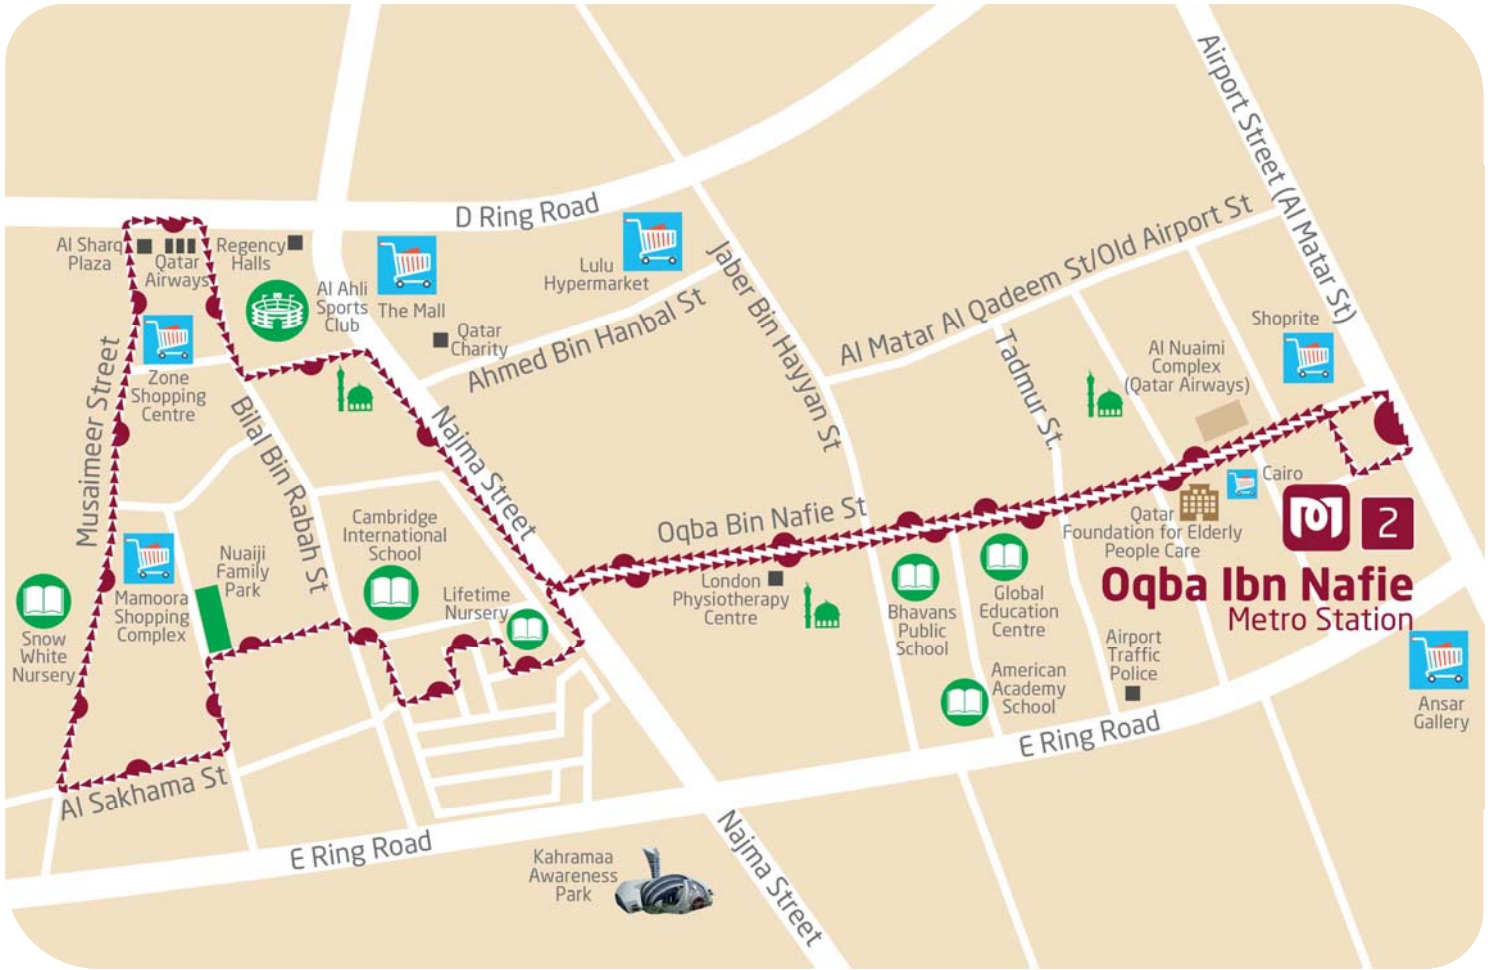 Airport Street (Al Matar St)
D Ring Road
Al Sharq
Plaza
Qatar
Airways
Regency
Halls
Al Ahli
Sports
Club
The Mall
Lulu
Hypermarket
Qatar
Charity
Ahmed Bin Hanbal St
Jaber Bin Hayyan St
Al Matar Al Qadeem St/Old Airport St
Tadmur St.
Al Nuaimi
Complex
(Qatar Airways)
Shoprite
Zone
Shopping
Centre
Musaimeer Street
Bilal Bin Rabah St
Najma Street
Oqba Bin Nafie St
Cairo
Qatar
Foundation for Elderly
People Care
2
Oqba Ibn Nafie
Metro Station
Cambridge
International
School
Nuaiji
Family
Park
Mamoora
Shopping
Complex
Snow
White
Nursery
Lifetime
Nursery
London
Physiotherapy
Centre
Bhavans
Public
School
Global
Education
Centre
American
Academy
School
Airport
Traffic
Police
Ansar
Gallery
Al Sakhama St
E Ring Road
E Ring Road
Kahramaa
Awareness
Park
Najma Street